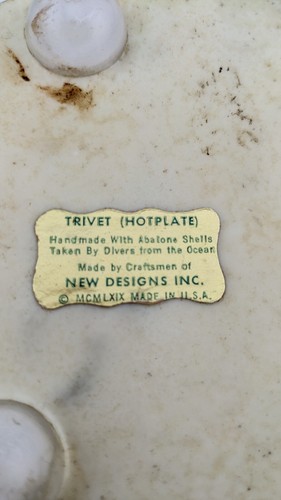 TRIVET (HOTPLATE)
Handmade With Abalone Shells
Taken By Divers from the Ocean
Made by Craftsmen of
NEW DESIGNS INC.
© MCMLXIX MADE IN U.S.A.